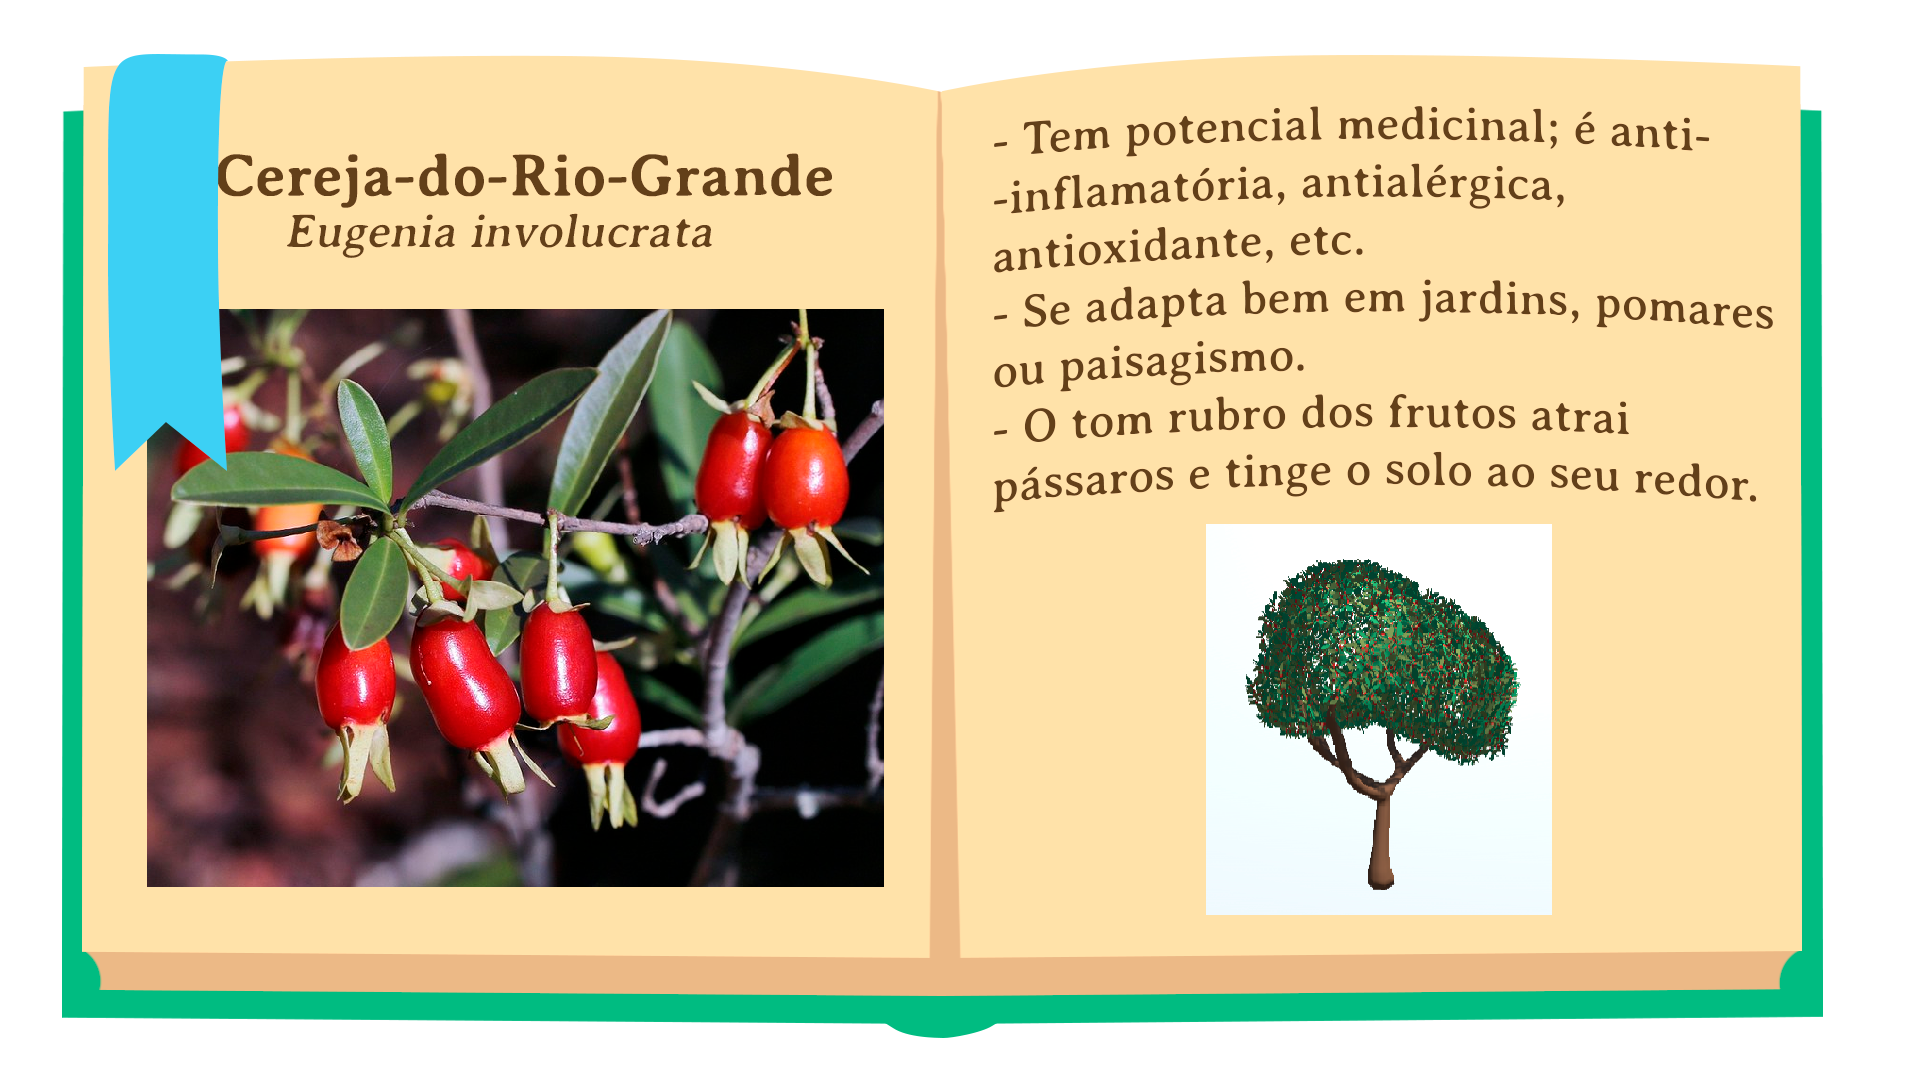 Cereja-do-Rio-Grande
Eugenia involucrata
- Tem potencial medicinal; é anti-
-inflamatória, antialérgica,
antioxidante, etc.
- Se adapta bem em jardins, pomares
ou paisagismo.
- O tom rubro dos frutos atrai
pássaros e tinge o solo ao seu redor.